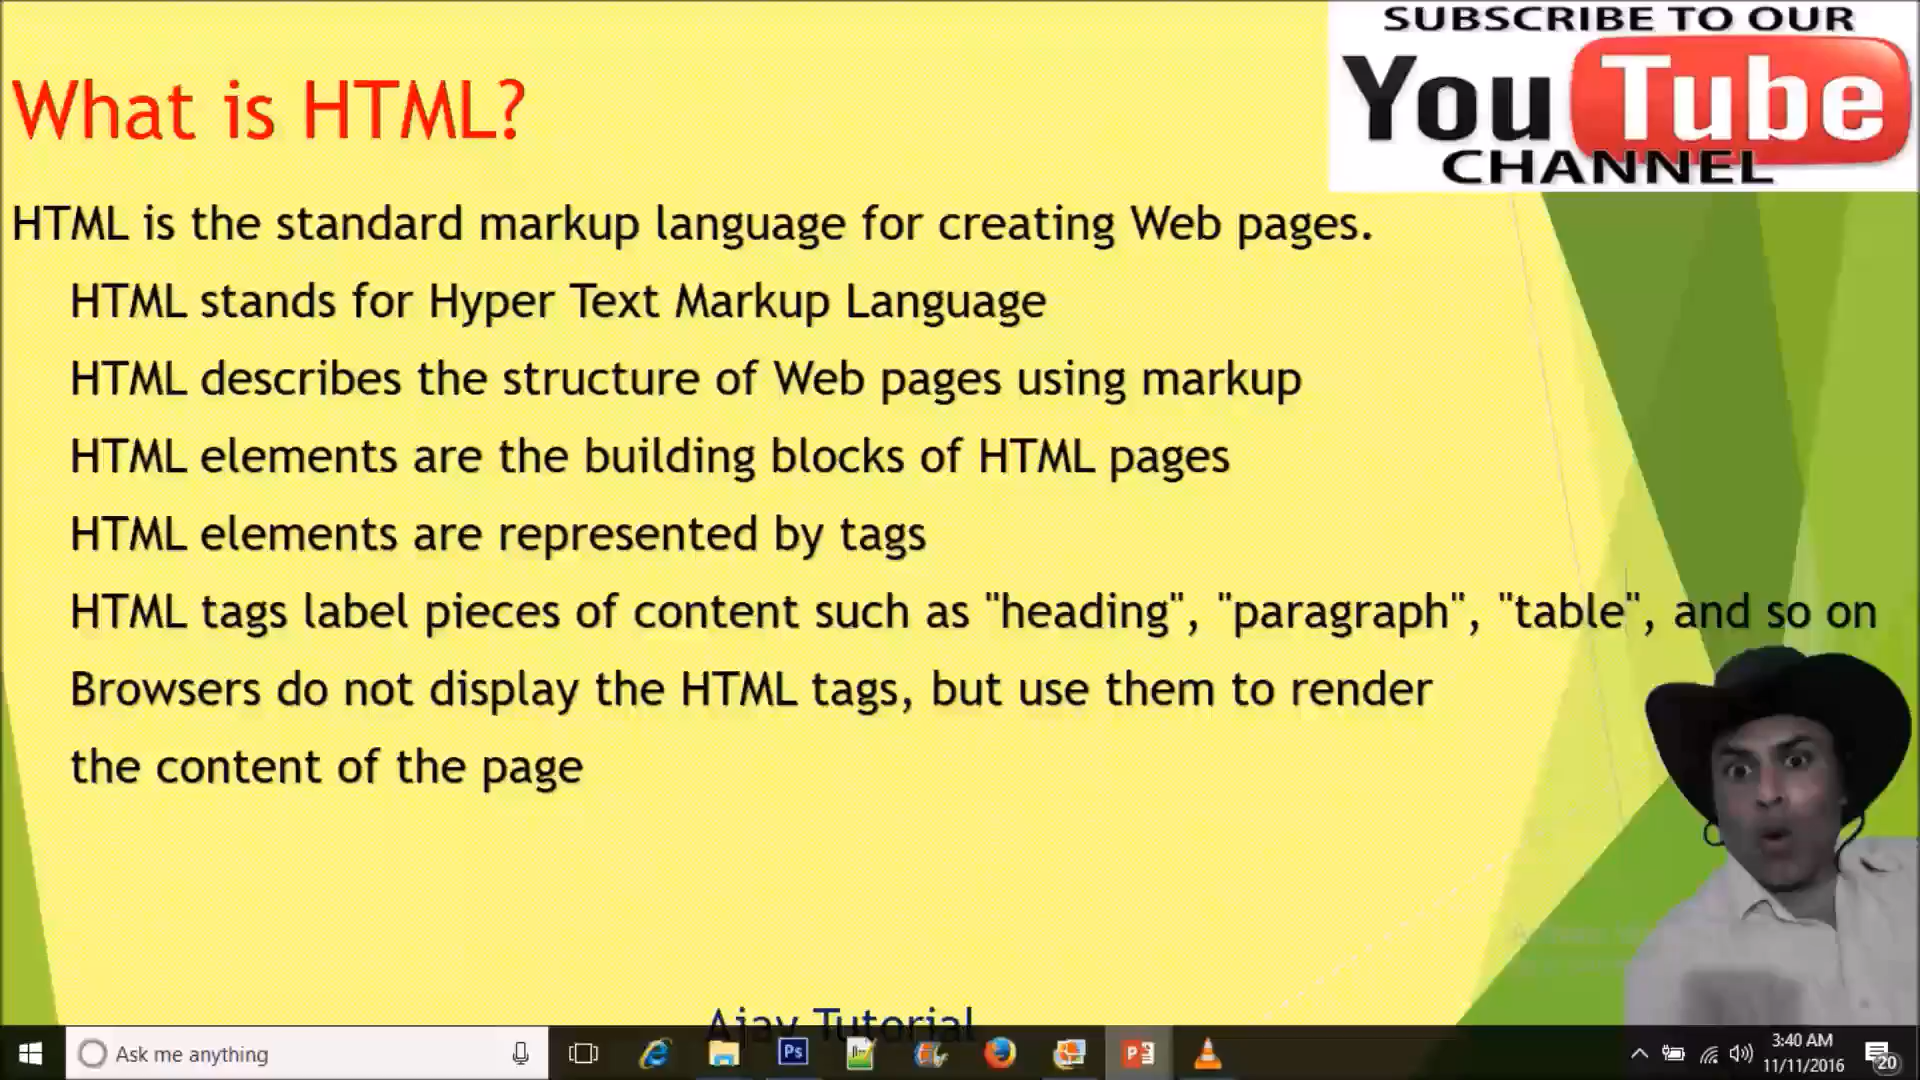 SUBSCRIBE TO OUR
YouTube
CHANNEL
What is HTML?
HTML is the standard markup language for creating Web pages.
HTML stands for Hyper Text Markup Language
HTML describes the structure of Web pages using markup
HTML elements are the building blocks of HTML pages
HTML elements are represented by tags
HTML tags label pieces of content such as "heading", "paragraph", "table", and so on
Browsers do not display the HTML tags, but use them to render
the content of the page
Ajay Tutorial
Ask me anything
Ps
3:40 AM
11/11/2016
20